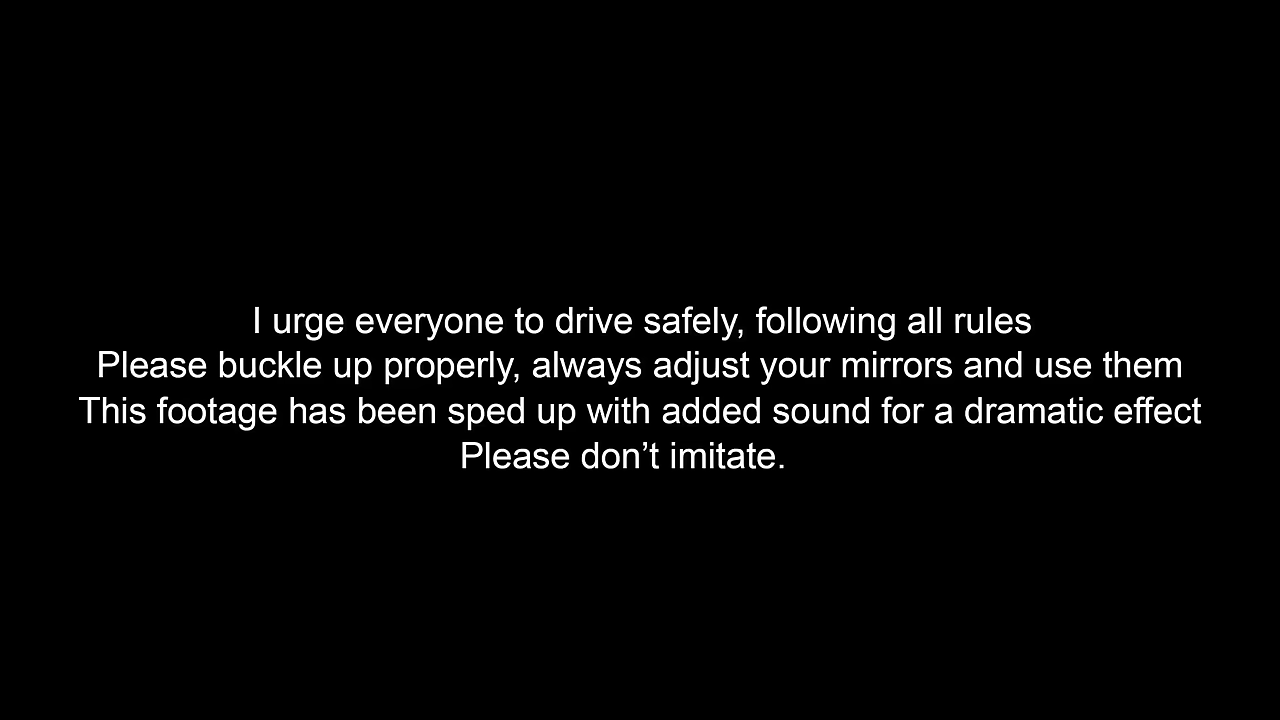 I urge everyone to drive safely, following all rules
Please buckle up properly, always adjust your mirrors and use them
This footage has been sped up with added sound for a dramatic effect
Please don’t imitate.